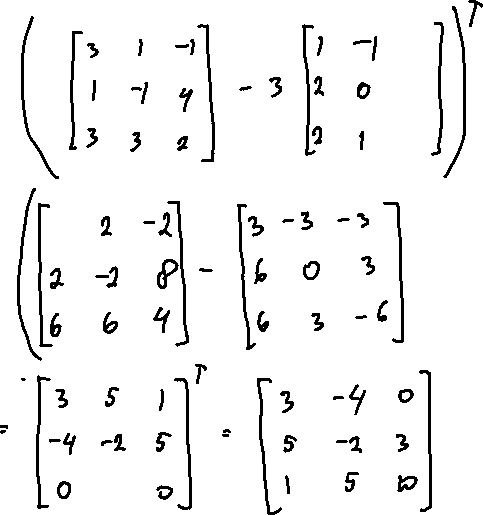 ( [ 3 1 -1 ] - 3 [ 1 -1 ] )^T
[ 1 -1 4 ] [ 2 0 ]
[ 3 3 2 ] [ 2 1 ]
( [ 2 -2 ] - [ 3 -3 -3 ]
[ 2 -2 8 ] [ 6 0 3 ]
[ 6 6 4 ] [ 6 3 -6 ]
= [ 3 5 1 ]^T = [ 3 -4 0 ]
[ -4 -2 5 ] [ 5 -2 3 ]
[ 0 0 ] [ 1 5 ]